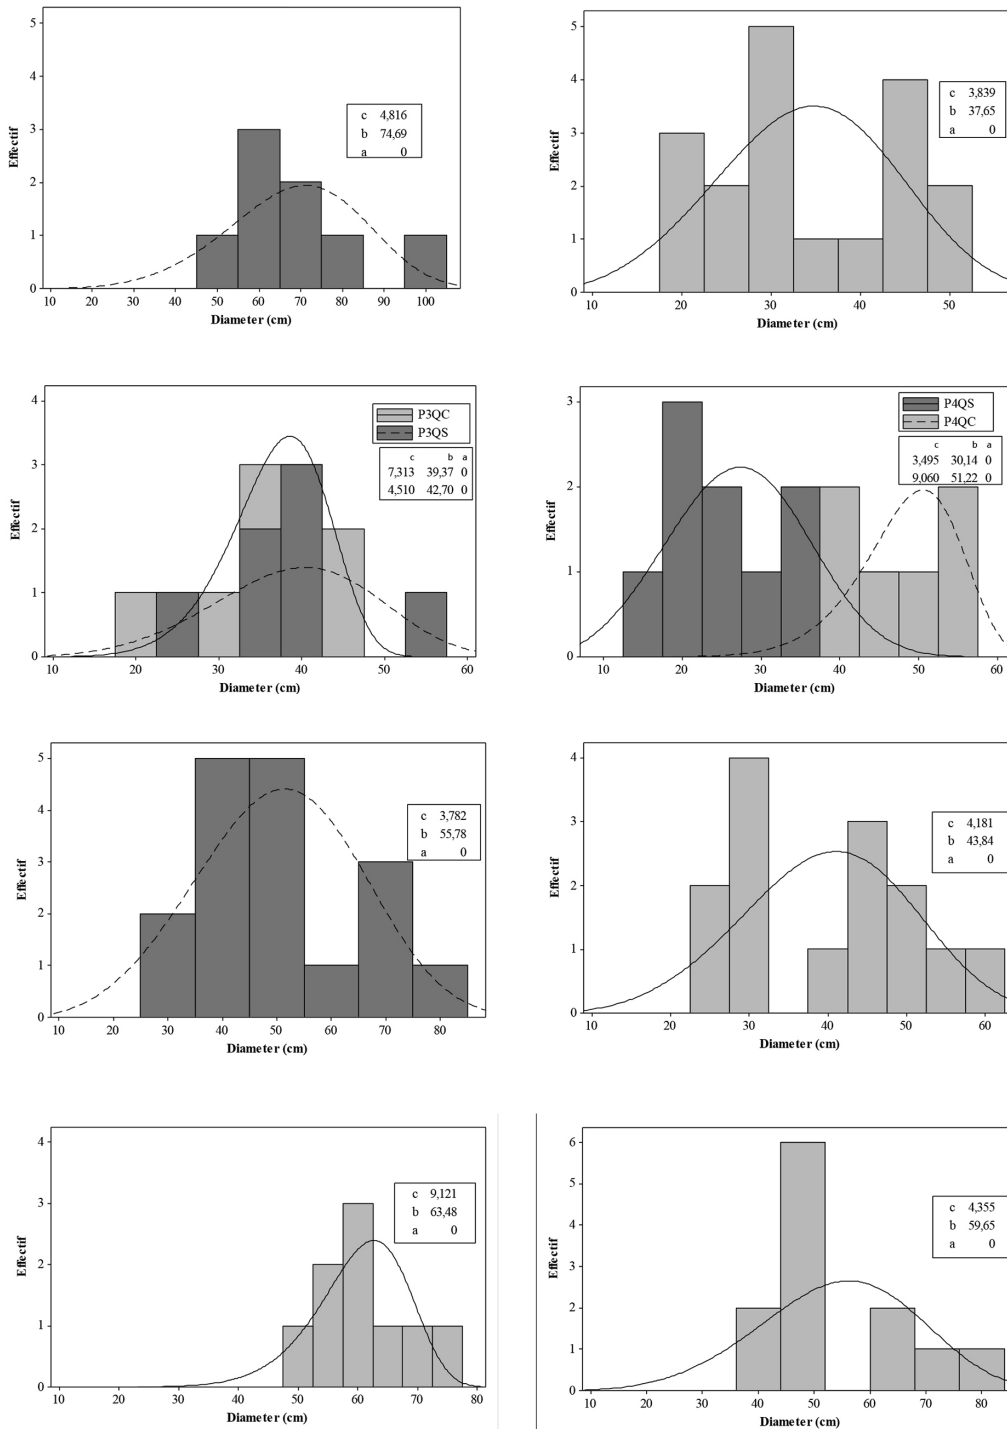 5
4
3
2
1
0
Effectif
c 4,816
b 74,69
a 0
10 20 30 40 50 60 70 80 90 100
Diameter (cm)
5
4
3
2
1
0
Effectif
c 3,839
b 37,65
a 0
10 20 30 40 50
Diameter (cm)
4
3
2
1
0
Effectif
P3QC
P3QS
c b a
7,313 39,37 0
4,510 42,70 0
10 20 30 40 50 60
Diameter (cm)
3
2
1
0
Effectif
P4QS
P4QC
c b a
3,495 30,14 0
9,060 51,22 0
10 20 30 40 50 60
Diameter (cm)
5
4
3
2
1
0
Effectif
c 3,782
b 55,78
a 0
10 20 30 40 50 60 70 80
Diameter (cm)
4
3
2
1
0
Effectif
c 4,181
b 43,84
a 0
10 20 30 40 50 60
Diameter (cm)
4
3
2
1
0
Effectif
c 9,121
b 63,48
a 0
10 20 30 40 50 60 70 80
Diameter (cm)
6
5
4
3
2
1
0
Effectif
c 4,355
b 59,65
a 0
10 20 30 40 50 60 70 80
Diameter (cm)